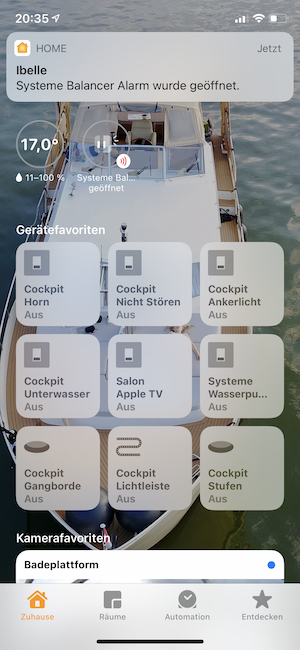 20:35
HOME
Jetzt
Ibelle
Systeme Balancer Alarm wurde geöffnet.
17,0°
11–100 %
Systeme Bal...
geöffnet
Gerätefavoriten
Cockpit
Horn
Aus
Cockpit
Nicht Stören
Aus
Cockpit
Ankerlicht
Aus
Cockpit
Unterwasser
Aus
Salon
Apple TV
Aus
Systeme
Wasserpu...
Aus
Cockpit
Gangborde
Aus
Cockpit
Lichtleiste
Aus
Cockpit
Stufen
Aus
Kamerafavoriten
Badeplattform
Zuhause
Räume
Automation
Entdecken